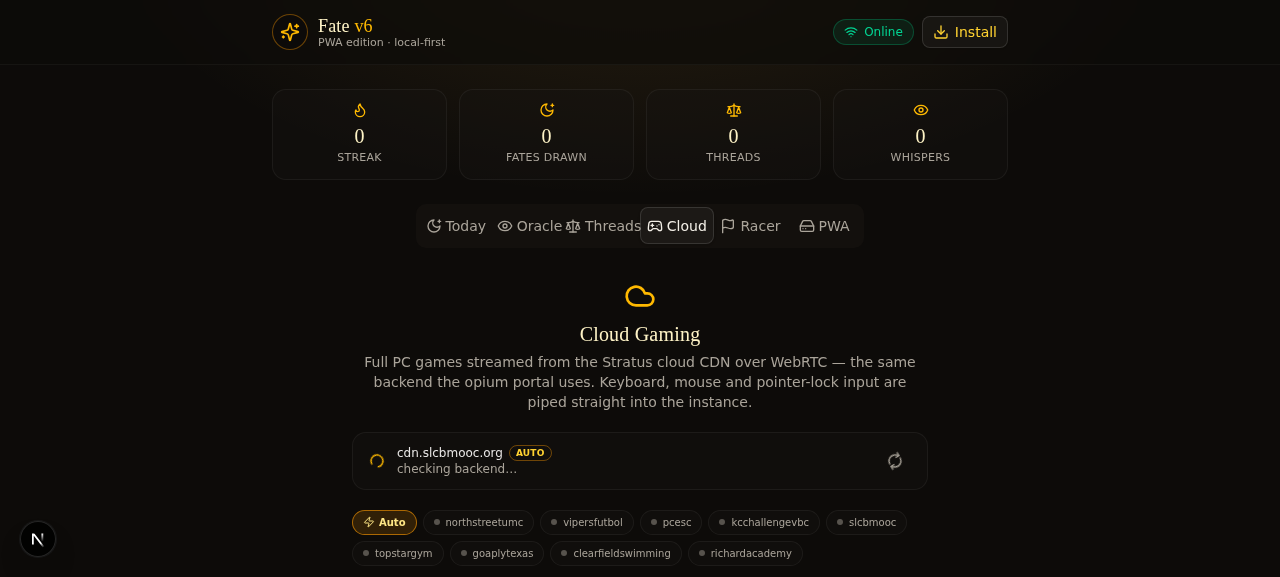 Fate v6
PWA edition · local-first
Online
Install
0
STREAK
0
FATES DRAWN
0
THREADS
0
WHISPERS
Today
Oracle
Threads
Cloud
Racer
PWA
Cloud Gaming
Full PC games streamed from the Stratus cloud CDN over WebRTC — the same
backend the opium portal uses. Keyboard, mouse and pointer-lock input are
piped straight into the instance.
cdn.slcbmooc.org AUTO
checking backend…
Auto
northstreetumc
vipersfutbol
pcesc
kcchallengevbc
slcbmooc
topstargym
goaplytexas
clearfieldswimming
richardacademy
N